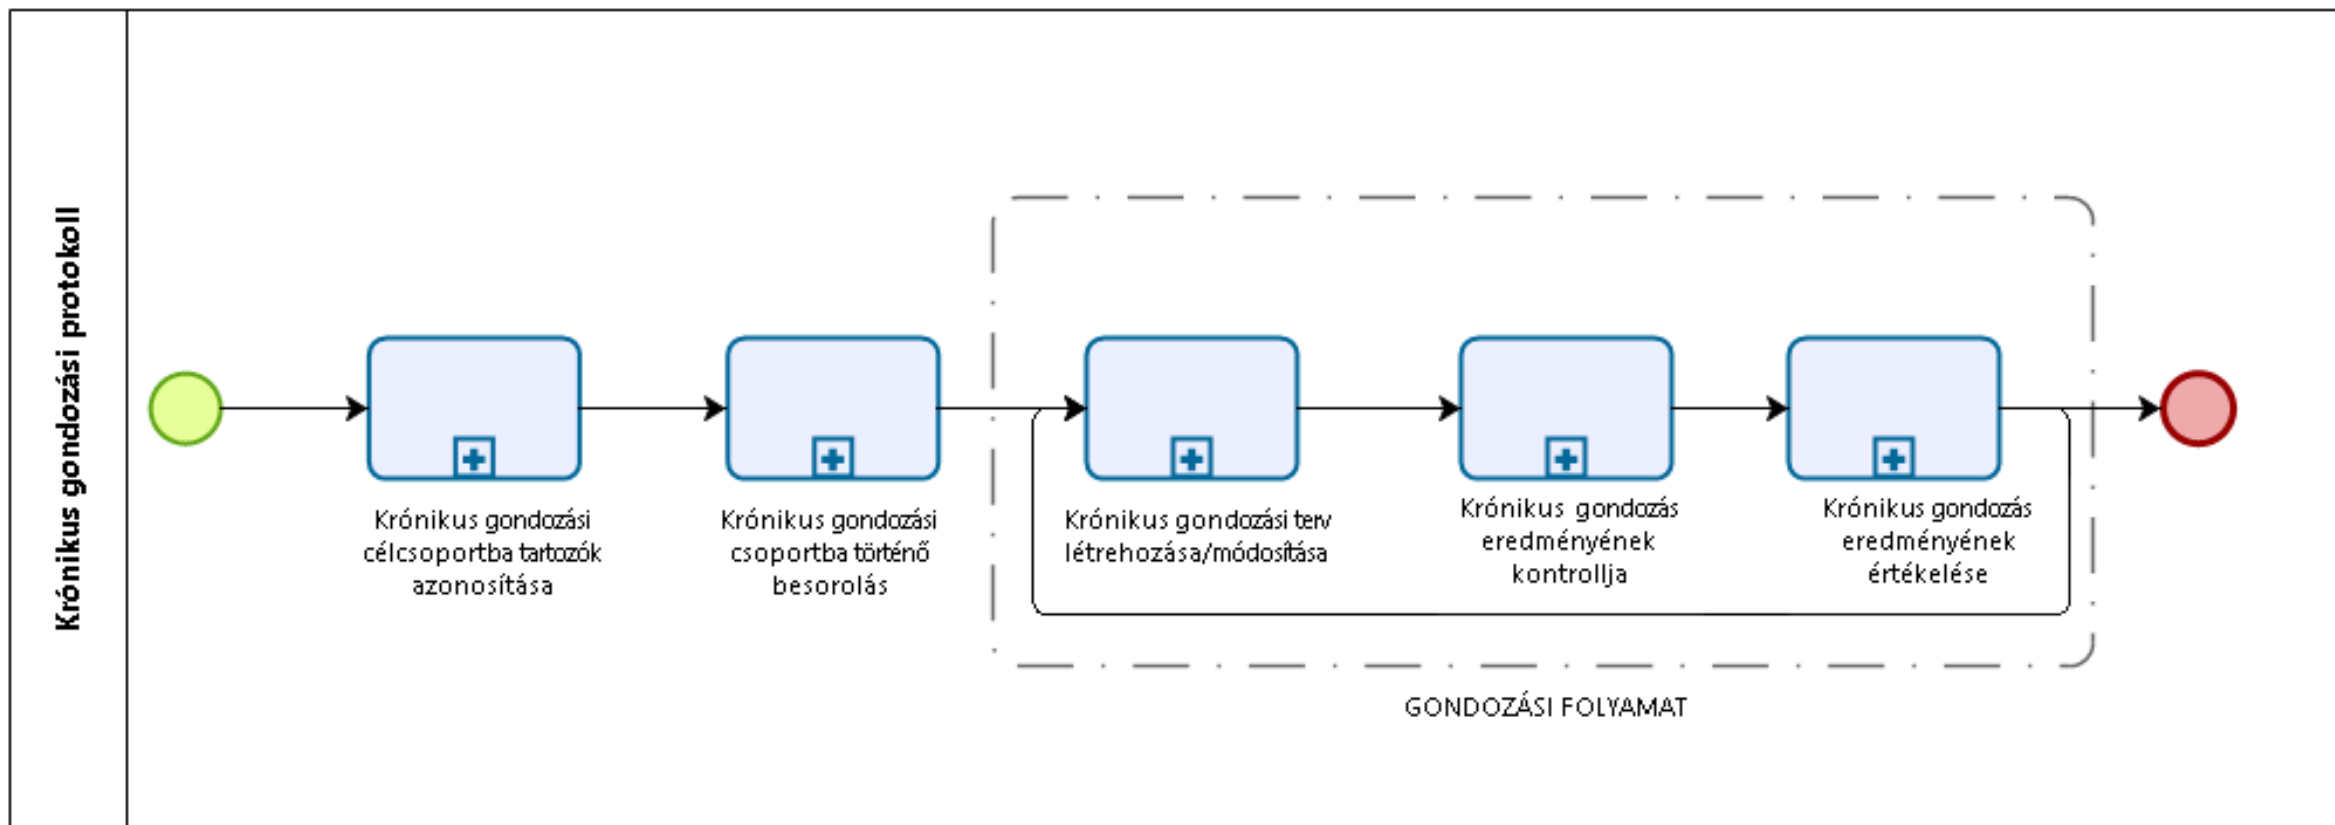 Krónikus gondozási protokoll
Krónikus gondozási
célcsoportba tartozók
azonosítása
Krónikus gondozási
csoportba történő
besorolás
Krónikus gondozási terv
létrehozása/módosítása
Krónikus gondozás
eredményének
kontrollja
Krónikus gondozás
eredményének
értékelése
GONDOZÁSI FOLYAMAT